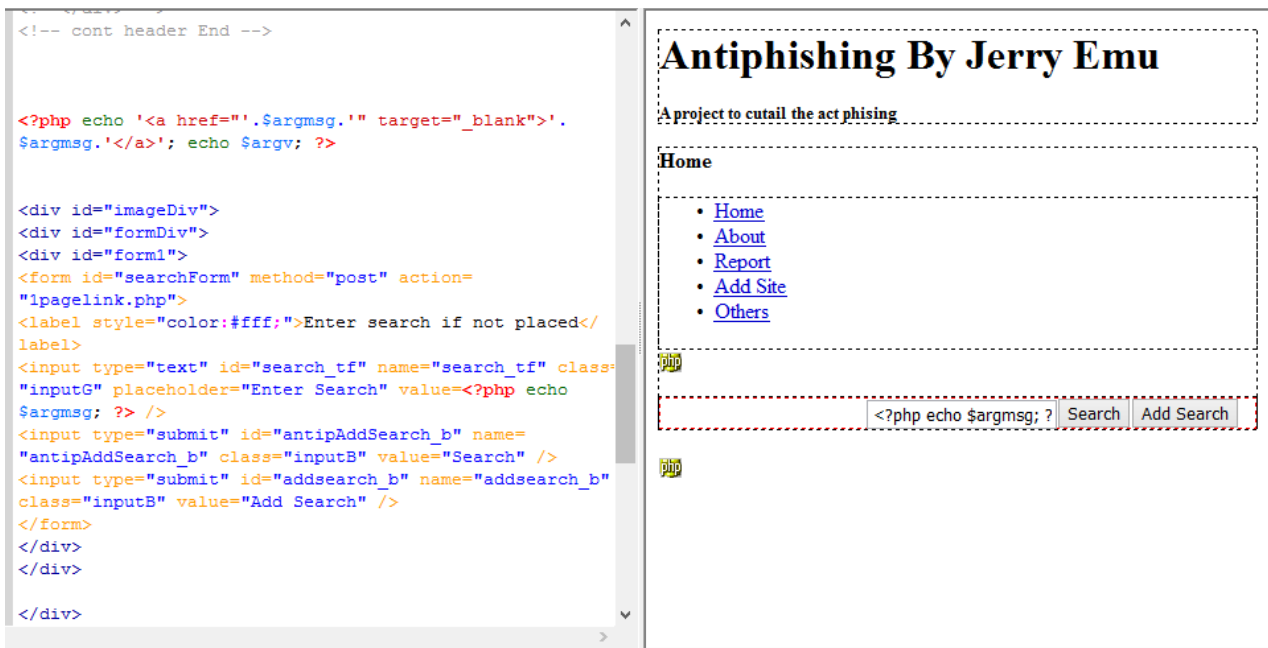 <!-- cont header End -->
<?php echo '<a href="'.$argmsg.'" target="_blank">'.
$argmsg.'</a>'; echo $argv; ?>
<div id="imageDiv">
<div id="formDiv">
<div id="form1">
<form id="searchForm" method="post" action=
"1pagelink.php">
<label style="color:#fff;">Enter search if not placed</
label>
<input type="text" id="search_tf" name="search_tf" class=
"inputG" placeholder="Enter Search" value=<?php echo
$argmsg; ?> />
<input type="submit" id="antipAddSearch_b" name=
"antipAddSearch_b" class="inputB" value="Search" />
<input type="submit" id="addsearch_b" name="addsearch_b"
class="inputB" value="Add Search" />
</form>
</div>
</div>
</div>
Antiphishing By Jerry Emu
A project to cutail the act phising
Home
• Home
• About
• Report
• Add Site
• Others
php
<?php echo $argmsg; ? Search Add Search
php